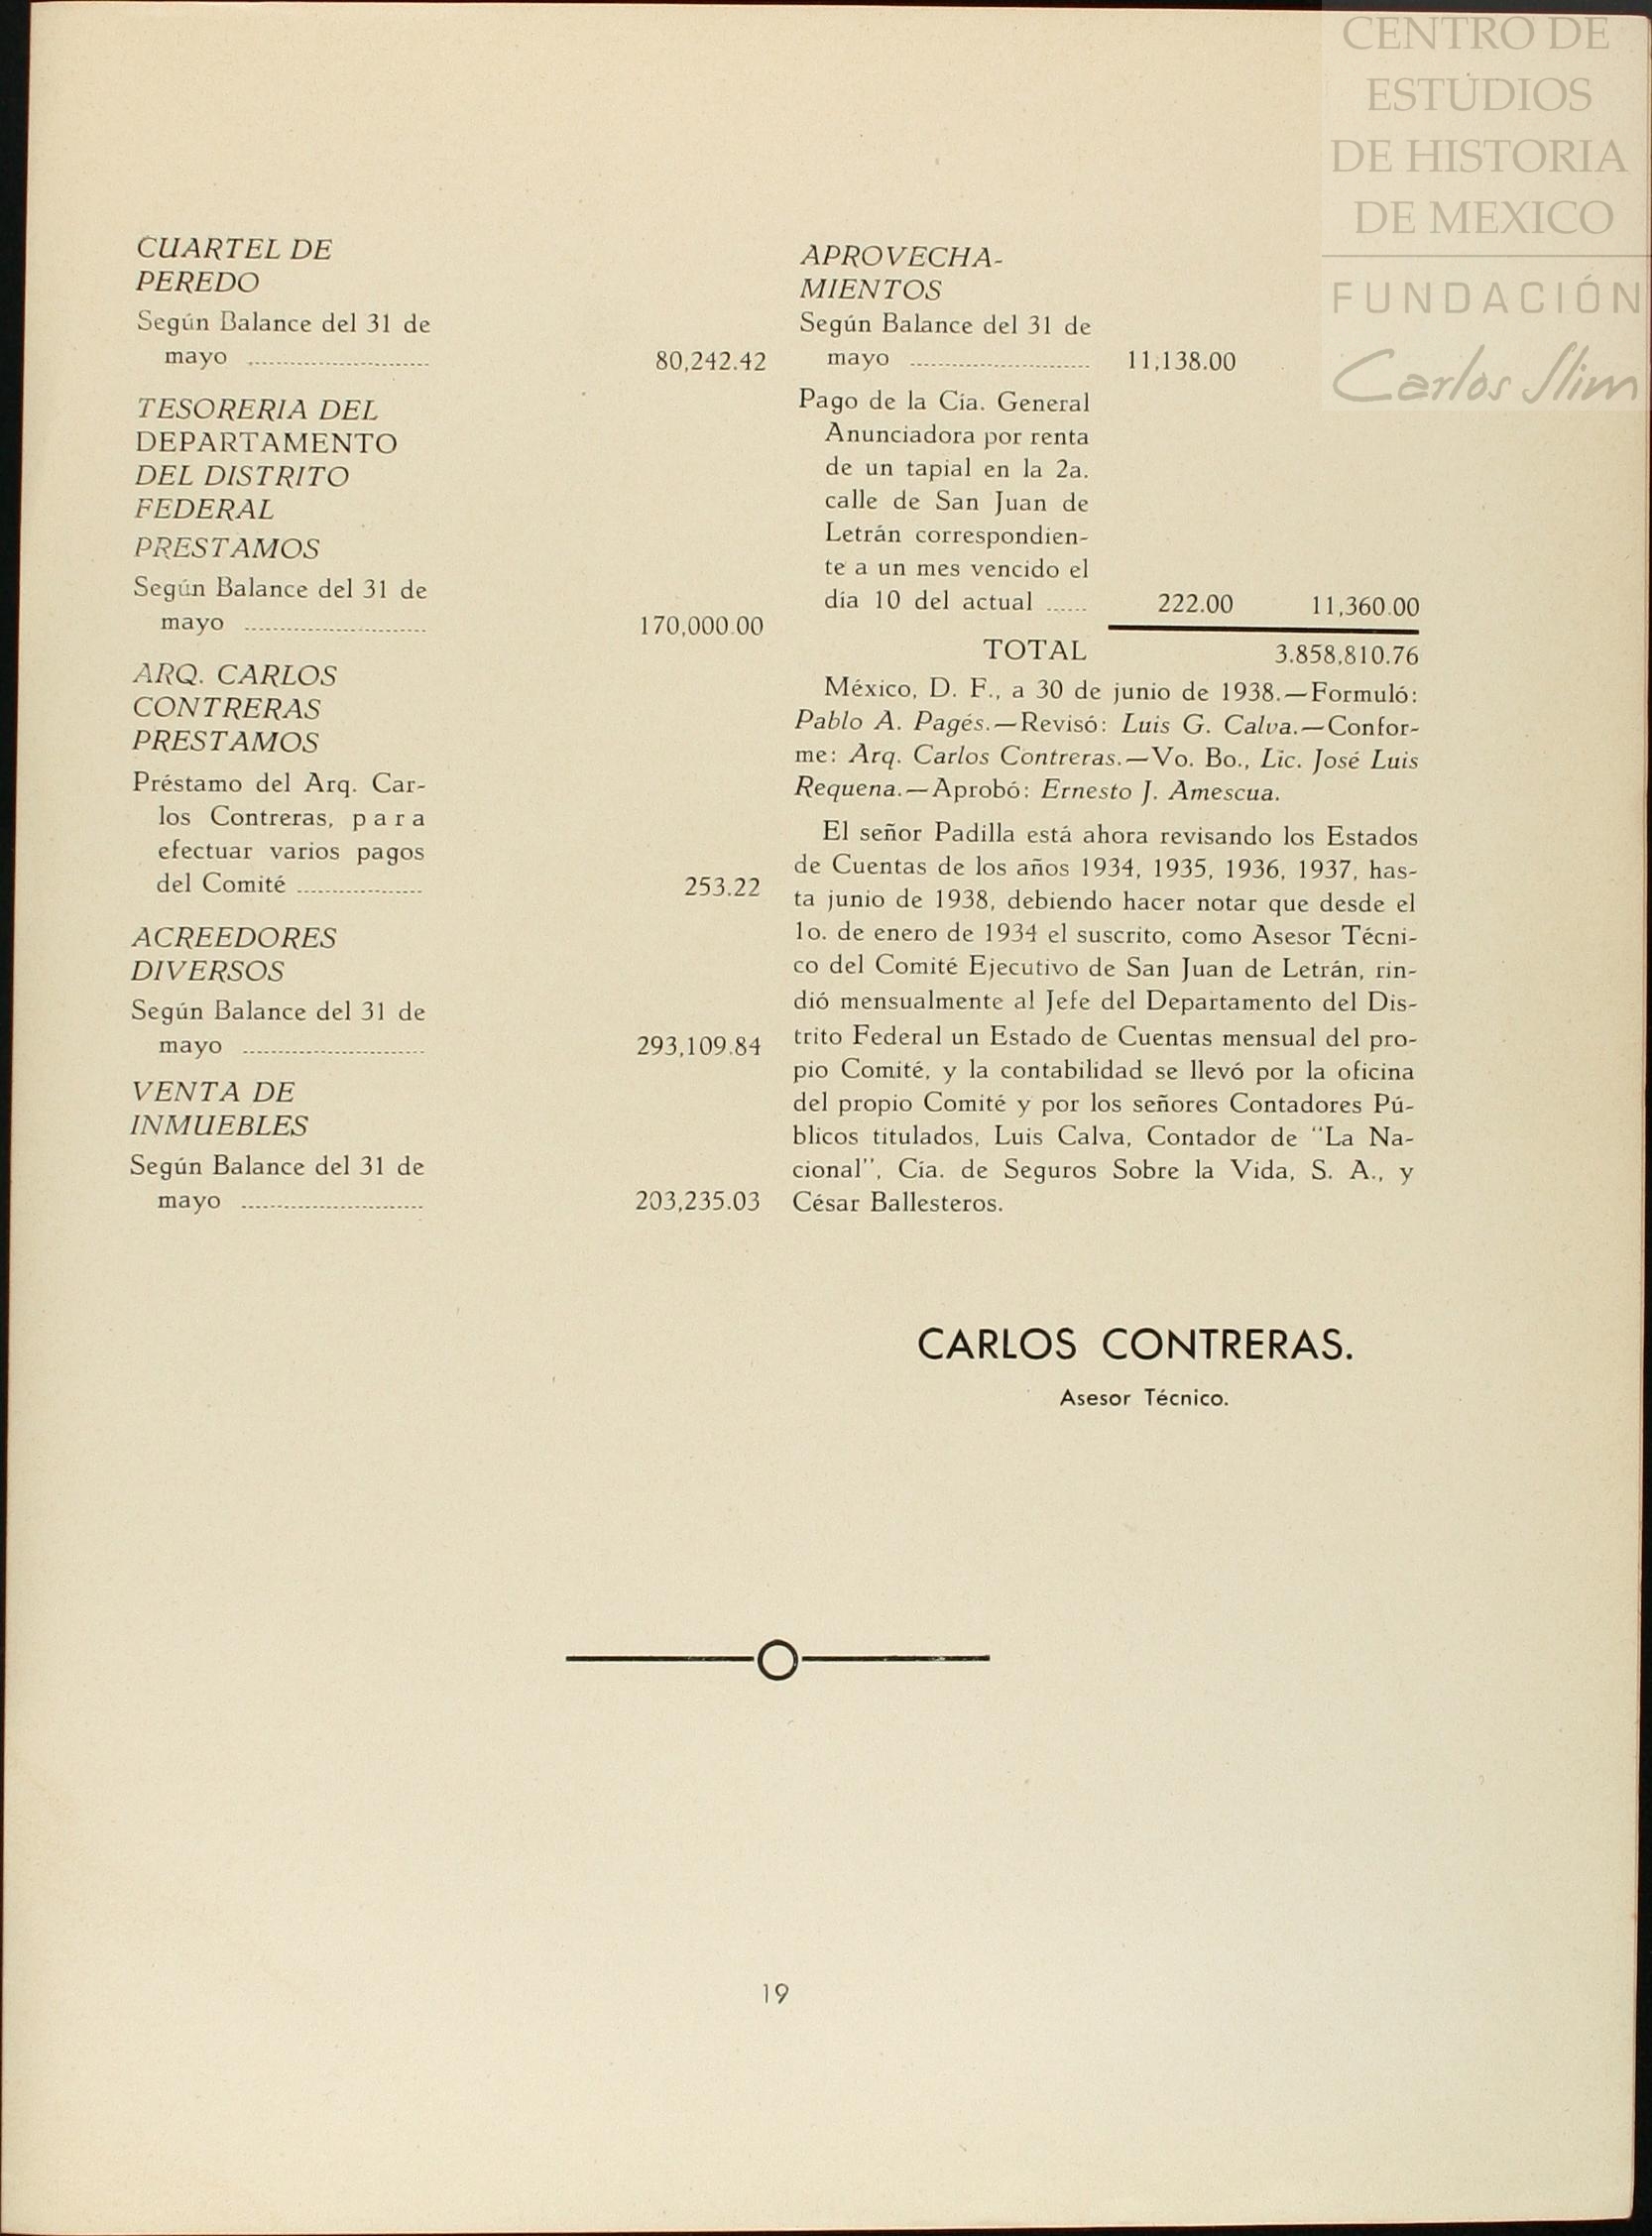 CENTRO DE
ESTUDIOS
DE HISTORIA
DE MEXICO
FUNDACIÓN
Carlos Slim
CUARTEL DE
PEREDO
Según Balance del 31 de
mayo .......................... 80,242.42
TESORERIA DEL
DEPARTAMENTO
DEL DISTRITO
FEDERAL
PRESTAMOS
Según Balance del 31 de
mayo .......................... 170,000.00
ARQ. CARLOS
CONTRERAS
PRESTAMOS
Préstamo del Arq. Car-
los Contreras, para
efectuar varios pagos
del Comité .................. 253.22
ACREEDORES
DIVERSOS
Según Balance del 31 de
mayo .......................... 293,109.84
VENTA DE
INMUEBLES
Según Balance del 31 de
mayo .......................... 203,235.03
APROVECHA-
MIENTOS
Según Balance del 31 de
mayo .......................... 11,138.00
Pago de la Cía. General
Anunciadora por renta
de un tapial en la 2a.
calle de San Juan de
Letrán correspondien-
te a un mes vencido el
día 10 del actual ...... 222.00 11,360.00
TOTAL 3.858,810.76
México, D. F., a 30 de junio de 1938.—Formuló:
Pablo A. Pagés.—Revisó: Luis G. Calva.—Confor-
me: Arq. Carlos Contreras.—Vo. Bo., Lic. José Luis
Requena.—Aprobó: Ernesto J. Amescua.
El señor Padilla está ahora revisando los Estados
de Cuentas de los años 1934, 1935, 1936, 1937, has-
ta junio de 1938, debiendo hacer notar que desde el
1o. de enero de 1934 el suscrito, como Asesor Técni-
co del Comité Ejecutivo de San Juan de Letrán, rin-
dió mensualmente al Jefe del Departamento del Dis-
trito Federal un Estado de Cuentas mensual del pro-
pio Comité, y la contabilidad se llevó por la oficina
del propio Comité y por los señores Contadores Pú-
blicos titulados, Luis Calva, Contador de "La Na-
cional", Cía. de Seguros Sobre la Vida, S. A., y
César Ballesteros.
CARLOS CONTRERAS.
Asesor Técnico.
19